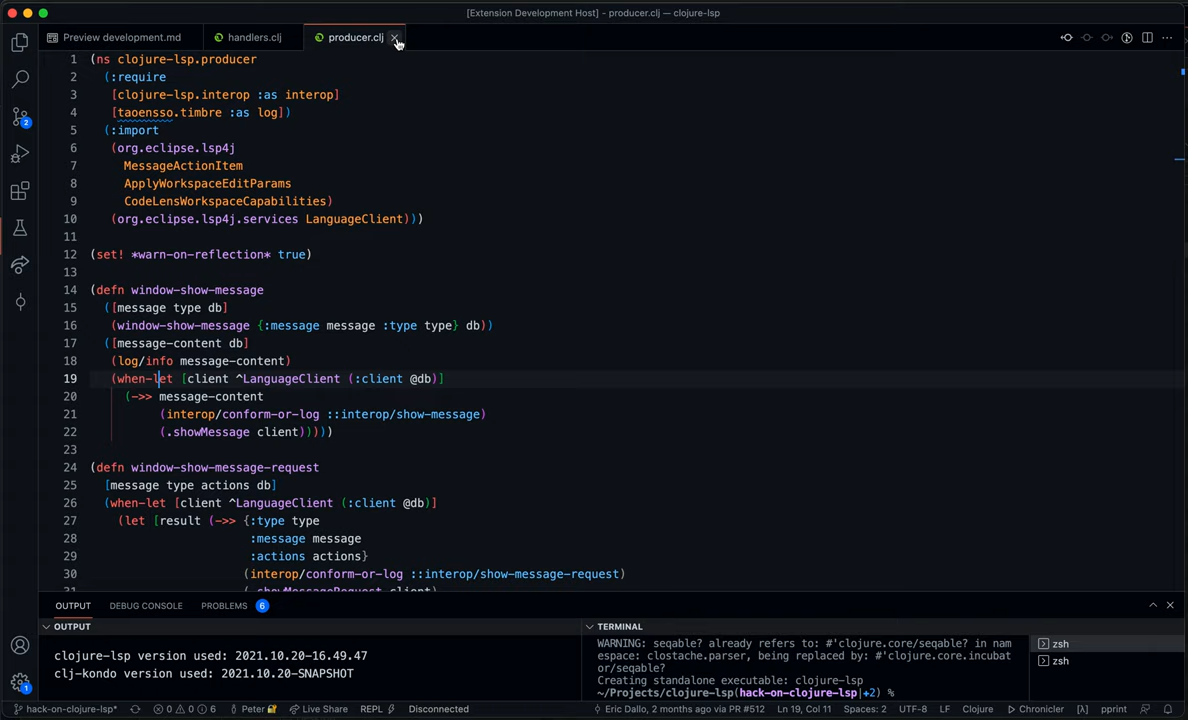 [Extension Development Host] - producer.clj — clojure-lsp
Preview development.md
handlers.clj
producer.clj
1 (ns clojure-lsp.producer
2 (:require
3 [clojure-lsp.interop :as interop]
4 [taoensso.timbre :as log])
5 (:import
6 (org.eclipse.lsp4j
7 MessageActionItem
8 ApplyWorkspaceEditParams
9 CodeLensWorkspaceCapabilities)
10 (org.eclipse.lsp4j.services LanguageClient)))
11
12 (set! *warn-on-reflection* true)
13
14 (defn window-show-message
15 ([message type db]
16 (window-show-message {:message message :type type} db))
17 ([message-content db]
18 (log/info message-content)
19 (when-let [client ^LanguageClient (:client @db)]
20 (->> message-content
21 (interop/conform-or-log ::interop/show-message)
22 (.showMessage client)))))
23
24 (defn window-show-message-request
25 [message type actions db]
26 (when-let [client ^LanguageClient (:client @db)]
27 (let [result (->> {:type type
28 :message message
29 :actions actions}
30 (interop/conform-or-log ::interop/show-message-request)
31 (.showMessageRequest client)
OUTPUT DEBUG CONSOLE PROBLEMS 6
OUTPUT
clojure-lsp version used: 2021.10.20-16.49.47
clj-kondo version used: 2021.10.20-SNAPSHOT
TERMINAL
WARNING: seqable? already refers to: #'clojure.core/seqable? in nam
espace: clostache.parser, being replaced by: #'clojure.core.incubat
or/seqable?
Creating standalone executable: clojure-lsp
~/Projects/clojure-lsp(hack-on-clojure-lsp|+2) %
zsh
zsh
2
1
hack-on-clojure-lsp* 0 0 6 Peter Live Share REPL Disconnected Eric Dallo, 2 months ago via PR #512 Ln 19, Col 11 Spaces: 2 UTF-8 LF Clojure Chronicler [λ] pprint